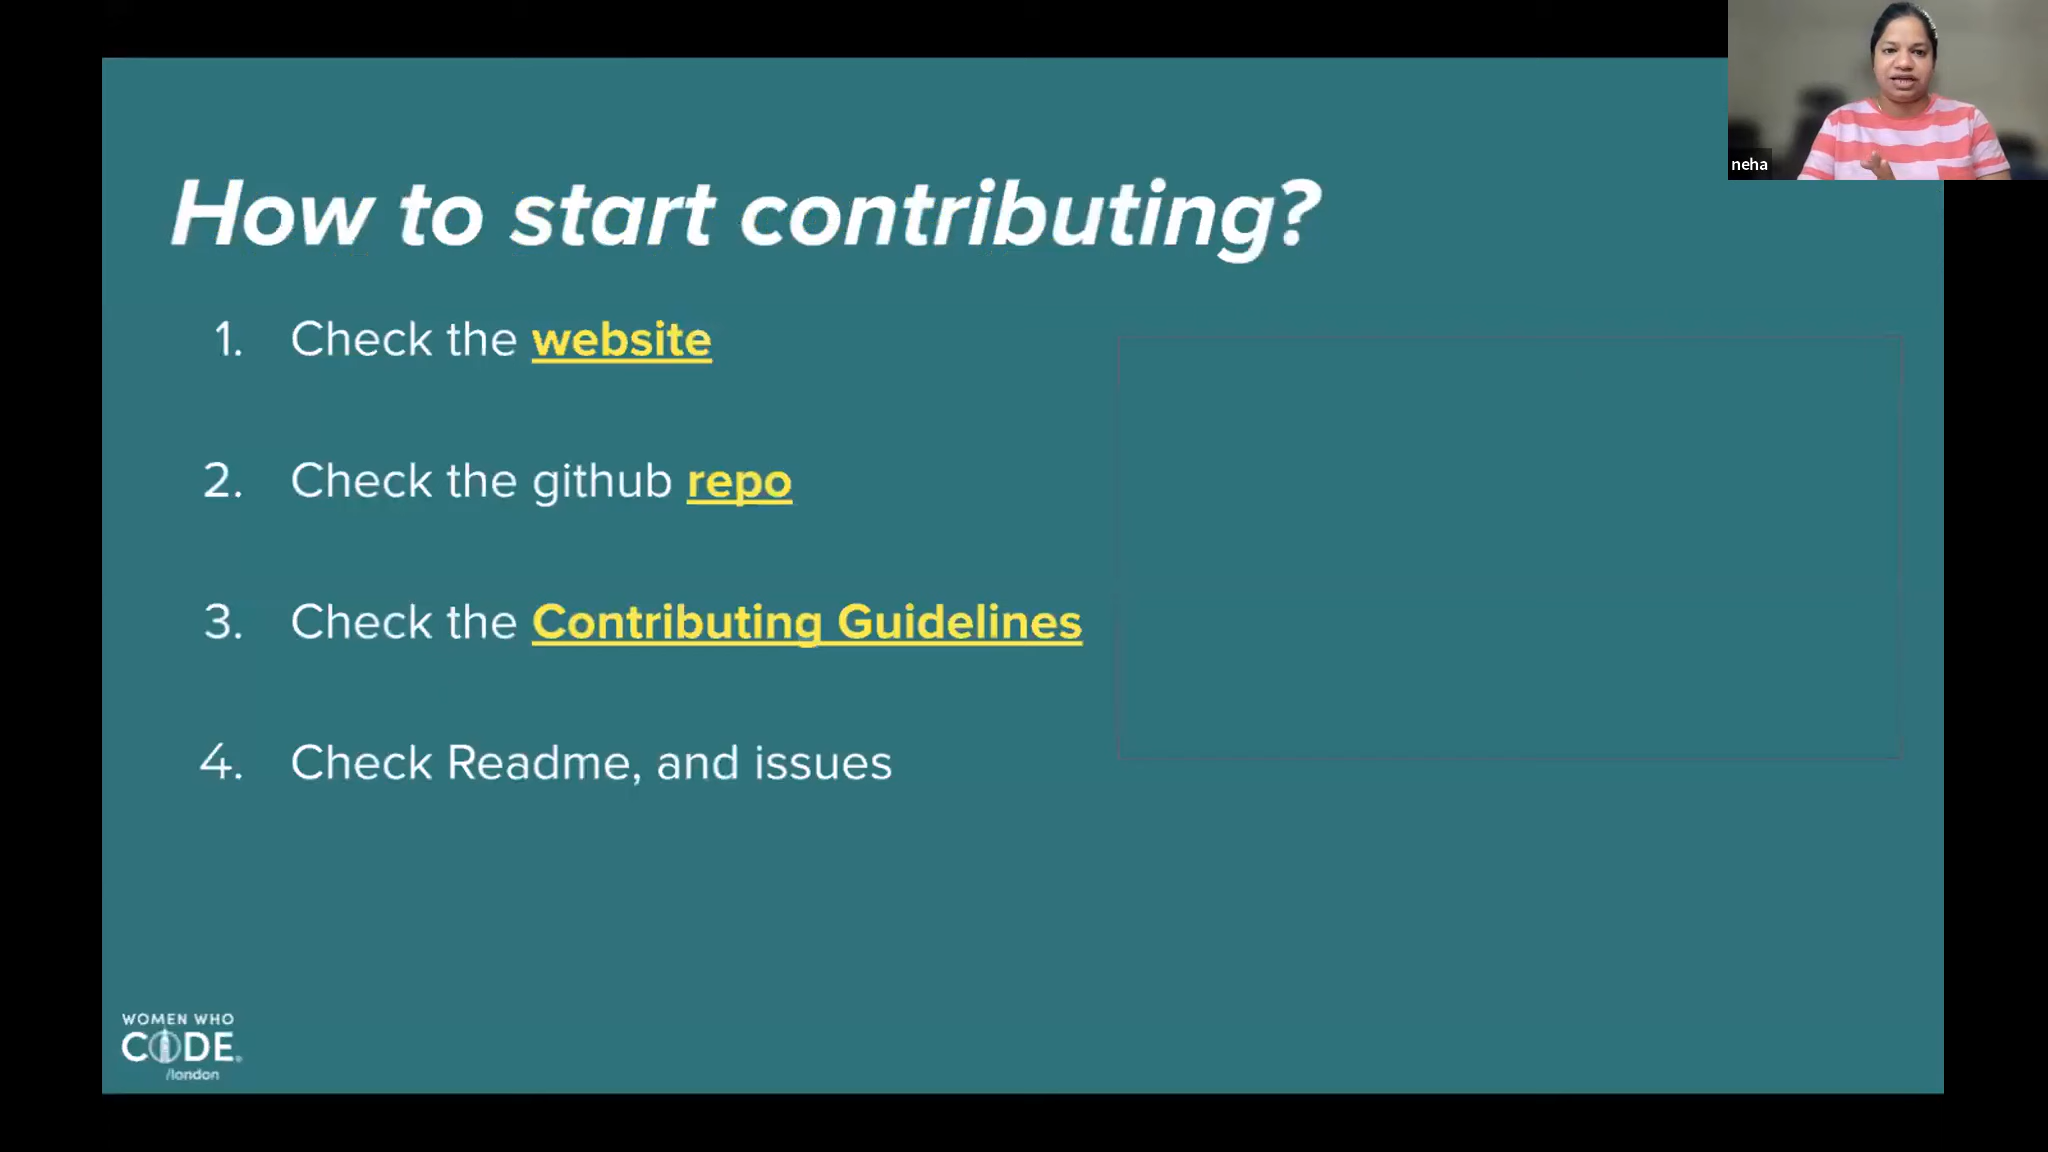 neha
How to start contributing?
1. Check the website
2. Check the github repo
3. Check the Contributing Guidelines
4. Check Readme, and issues
WOMEN WHO
CODE
/london